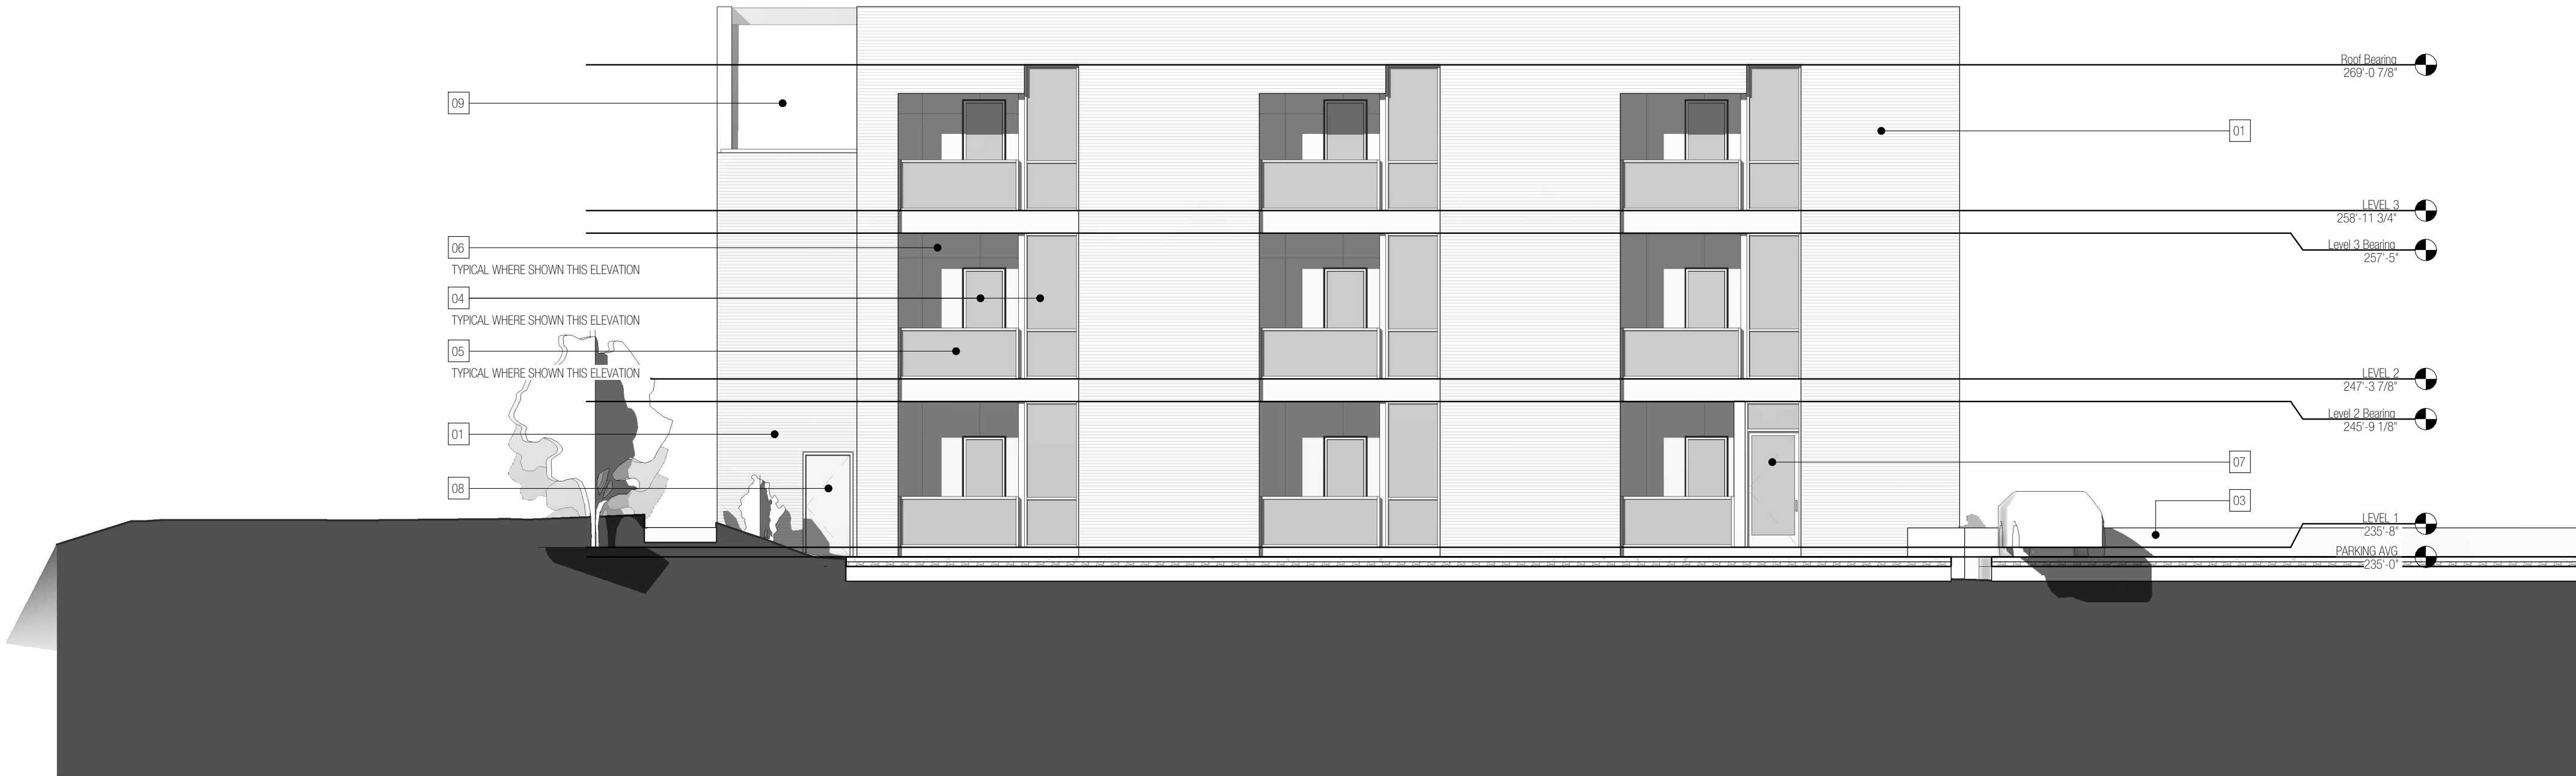 Roof Bearing
269'-0 7/8"
09
01
LEVEL 3
258'-11 3/4"
06
Level 3 Bearing
257'-5"
TYPICAL WHERE SHOWN THIS ELEVATION
04
TYPICAL WHERE SHOWN THIS ELEVATION
05
TYPICAL WHERE SHOWN THIS ELEVATION
LEVEL 2
247'-3 7/8"
Level 2 Bearing
245'-9 1/8"
01
07
08
03
LEVEL 1
235'-8"
PARKING AVG
235'-0"